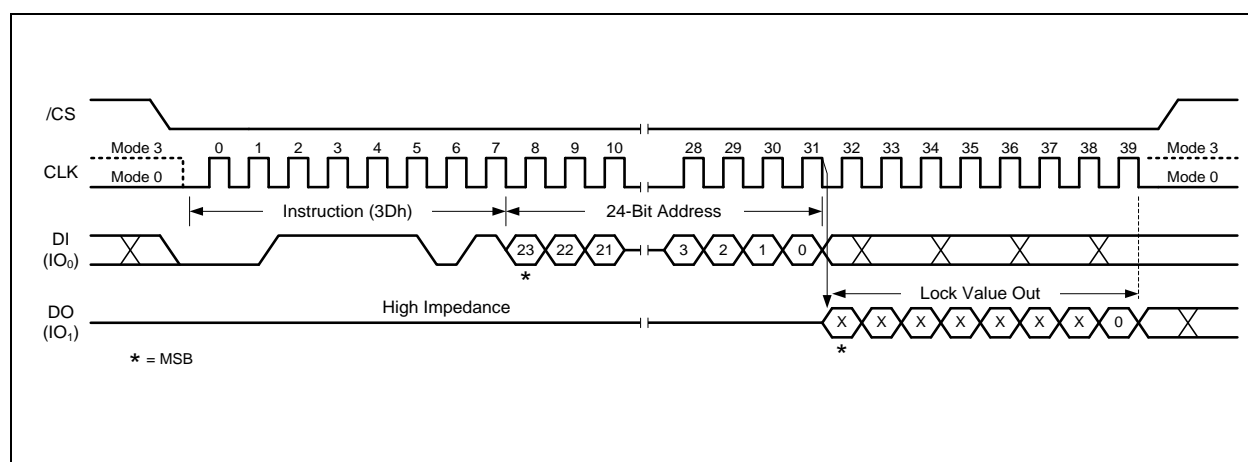 /CS
Mode 3
0 1 2 3 4 5 6 7 8 9 10 28 29 30 31 32 33 34 35 36 37 38 39
Mode 3
CLK
Mode 0
Mode 0
Instruction (3Dh)
24-Bit Address
DI
(IO₀)
23 22 21 3 2 1 0
*
Lock Value Out
High Impedance
DO
(IO₁)
X X X X X X X 0
*
* = MSB